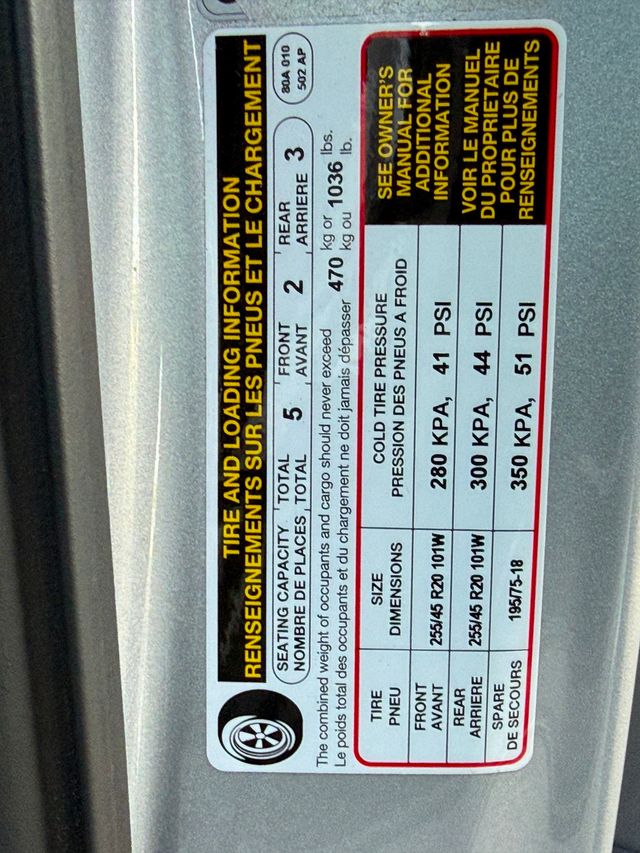 TIRE AND LOADING INFORMATION
RENSEIGNEMENTS SUR LES PNEUS ET LE CHARGEMENT
80A 010
502 AP
SEATING CAPACITY TOTAL 5 FRONT 2 REAR 3
NOMBRE DE PLACES TOTAL AVANT ARRIERE
The combined weight of occupants and cargo should never exceed 470 kg or 1036 lbs.
Le poids total des occupants et du chargement ne doit jamais dépasser kg ou lb.
TIRE SIZE COLD TIRE PRESSURE
PNEU DIMENSIONS PRESSION DES PNEUS A FROID
FRONT
AVANT 255/45 R20 101W 280 KPA, 41 PSI
REAR
ARRIERE 255/45 R20 101W 300 KPA, 44 PSI
SPARE
DE SECOURS 195/75-18 350 KPA, 51 PSI
SEE OWNER'S
MANUAL FOR
ADDITIONAL
INFORMATION
VOIR LE MANUEL
DU PROPRIETAIRE
POUR PLUS DE
RENSEIGNEMENTS